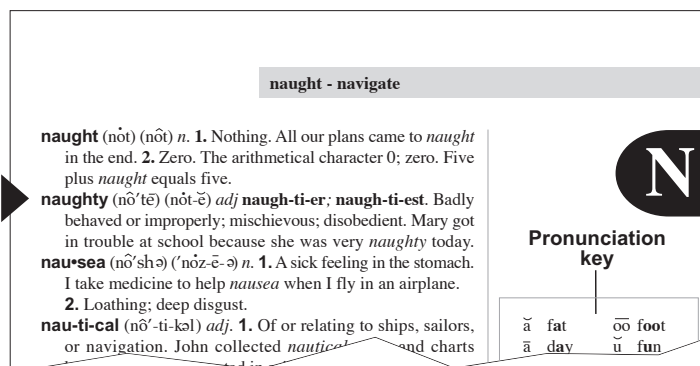 naught - navigate
naught (nȯt) (nôt) n. 1. Nothing. All our plans came to naught
in the end. 2. Zero. The arithmetical character 0; zero. Five
plus naught equals five.
naughty (nô′tē) (nȯt-ē̆) adj naugh-ti-er; naugh-ti-est. Badly
behaved or improperly; mischievous; disobedient. Mary got
in trouble at school because she was very naughty today.
nau•sea (nô′shə) (′nȯz-ē-ə) n. 1. A sick feeling in the stomach.
I take medicine to help nausea when I fly in an airplane.
2. Loathing; deep disgust.
nau-ti-cal (nô′-ti-kəl) adj. 1. Of or relating to ships, sailors,
or navigation. John collected nautical and charts
N
Pronunciation
key
ă fat o͞o foot
ā day ŭ fun